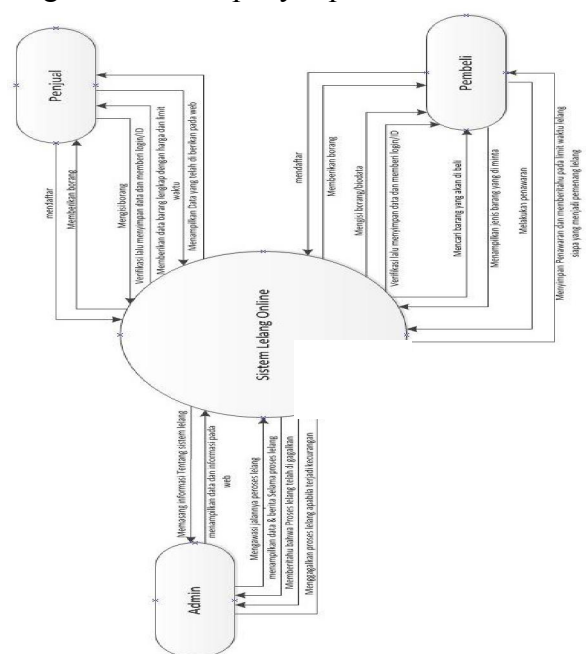 Penjual
mendaftar
Memberikan borang
Mengisi borang
Verifikasi lalu menyimpan data dan memberi login/ID
Memberikan data barang lengkap dengan harga dan limit
waktu
Menampilkan Data yang telah di berikan pada web
Pembeli
mendaftar
Memberikan borang
Mengisi borang/biodata
Verifikasi lalu menyimpan data dan memberi login/ID
Mencari barang yang akan di beli
Menampilkan jenis barang yang di minta
Melakukan penawaran
Menyimpan Penawaran dan memberitahu pada limit waktu lelang
siapa yang menjadi pemenang lelang
Sistem Lelang Online
Memasang informasi Tentang sistem lelang
menampilkan data dan informasi pada
web
Mengawasi jalannya peroses lelang
menampilkan data & berita Selama proses lelang
Memberitahu bahwa Proses lelang telah di gagalkan
Menggagalkan proses lelang apabila terjadi kecurangan
Admin